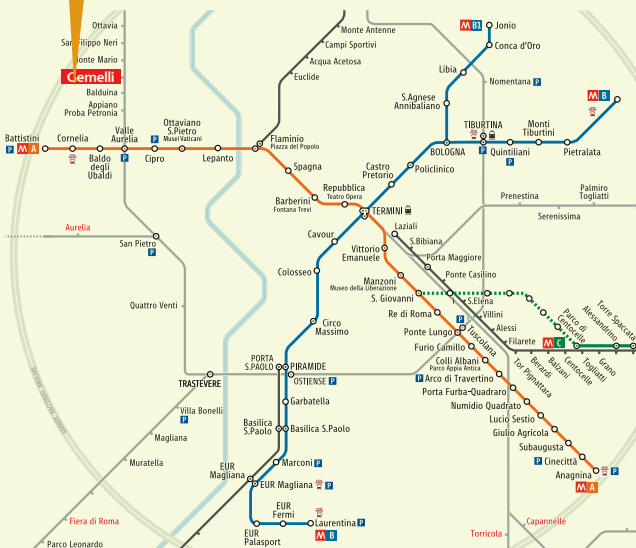 Ottavia
San Filippo Neri
Monte Mario
Gemelli
Balduina
Appiano
Proba Petronia
Monte Antenne
Campi Sportivi
Acqua Acetosa
Euclide
M B1
Jonio
Conca d'Oro
Libia
Nomentana P
S.Agnese
Annibaliano
M B
TIBURTINA
Monti
Tiburtini
BOLOGNA
P
Quintiliani
P
Pietralata
Battistini
P M A
Cornelia
Valle
Aurelia
P
Baldo
degli
Ubaldi
P
Cipro
Ottaviano
S.Pietro
Musei Vaticani
Lepanto
Flaminio
Piazza del Popolo
Spagna
Castro
Pretorio
Policlinico
Barberini
Fontana Trevi
Repubblica
Teatro Opera
TERMINI
Laziali
S.Bibiana
Porta Maggiore
Ponte Casilino
Prenestina
Palmiro
Togliatti
Serenissima
Aurelia
San Pietro
P
Cavour
Vittorio
Emanuele
Colosseo
Manzoni
Museo della Liberazione
S. Giovanni
S.Elena
Villini
Alessi
Filarete
Quattro Venti
Circo
Massimo
Re di Roma
P
Ponte Lungo
Tuscolana
Furio Camillo
Colli Albani
Parco Appia Antica
P Arco di Travertino
Porta Furba-Quadraro
Numidio Quadrato
Lucio Sestio
Giulio Agricola
Subaugusta
P Cinecittà
Anagnina
P
M A
M C
Tor Pignattara
Berardi
Balzani
Centocelle
Togliatti
Grano
Parco di
Centocelle
Alessandrino
Torre Spaccata
PORTA
S.PAOLO
PIRAMIDE
OSTIENSE P
TRASTEVERE
Garbatella
Villa Bonelli
P
Basilica
S.Paolo
Basilica S.Paolo
Magliana
Muratella
EUR
Magliana
Marconi P
EUR Magliana P
EUR
Fermi
Laurentina P
M B
EUR
Palasport
Fiera di Roma
Parco Leonardo
Torricola
Capannelle